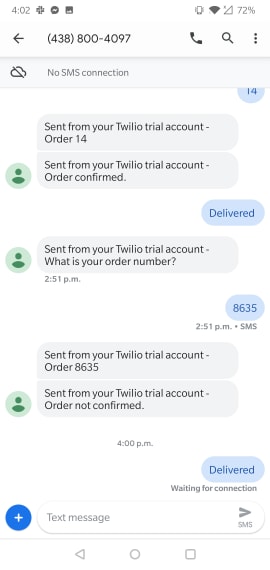 4:02
72%
(438) 800-4097
No SMS connection
14
Sent from your Twilio trial account -
Order 14
Sent from your Twilio trial account -
Order confirmed.
Delivered
Sent from your Twilio trial account -
What is your order number?
2:51 p.m.
8635
2:51 p.m. • SMS
Sent from your Twilio trial account -
Order 8635
Sent from your Twilio trial account -
Order not confirmed.
4:00 p.m.
Delivered
Waiting for connection
Text message
SMS